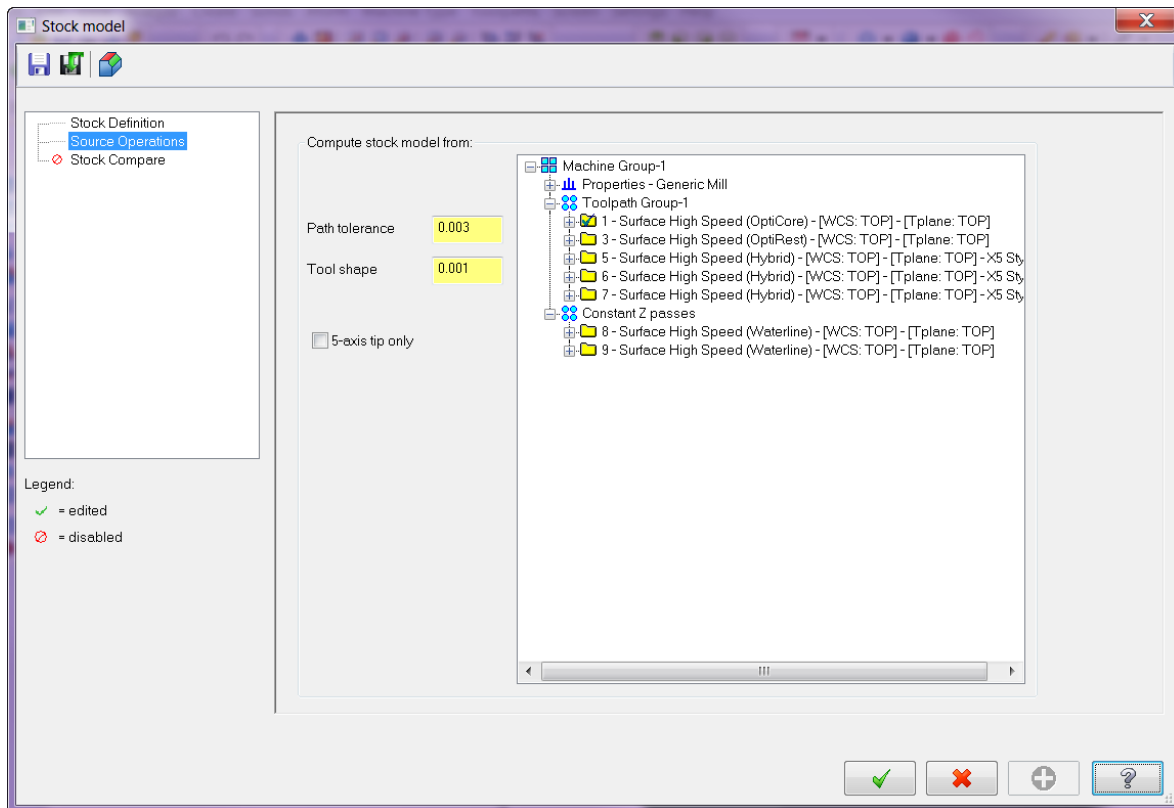 Stock model
Stock Definition
Source Operations
Stock Compare
Legend:
= edited
= disabled
Compute stock model from:
Path tolerance 0.003
Tool shape 0.001
5-axis tip only
Machine Group-1
Properties - Generic Mill
Toolpath Group-1
1 - Surface High Speed (OptiCore) - [WCS: TOP] - [Tplane: TOP]
3 - Surface High Speed (OptiRest) - [WCS: TOP] - [Tplane: TOP]
5 - Surface High Speed (Hybrid) - [WCS: TOP] - [Tplane: TOP] - X5 Sty
6 - Surface High Speed (Hybrid) - [WCS: TOP] - [Tplane: TOP] - X5 Sty
7 - Surface High Speed (Hybrid) - [WCS: TOP] - [Tplane: TOP] - X5 Sty
Constant Z passes
8 - Surface High Speed (Waterline) - [WCS: TOP] - [Tplane: TOP]
9 - Surface High Speed (Waterline) - [WCS: TOP] - [Tplane: TOP]